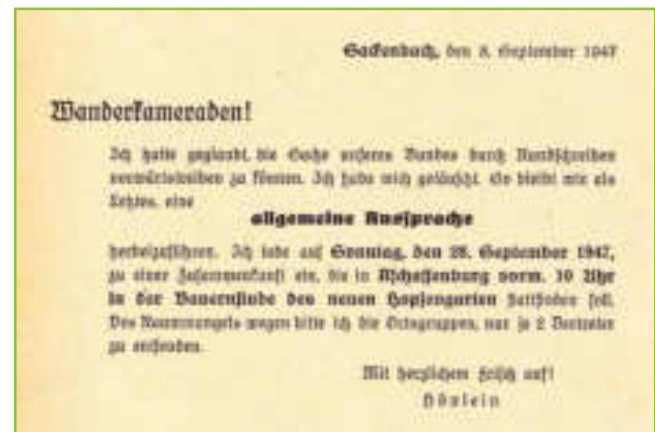 Sackenbach, den 8. September 1947
Wanderkameraden!
Ich hatte geglaubt, die Sache unseres Bundes durch Rundschreiben
vorwärtstreiben zu können. Ich habe mich getäuscht. So bleibt mir als
Letztes, eine
allgemeine Aussprache
herbeizuführen. Ich lade auf Sonntag, den 28. September 1947,
zu einer Zusammenkunft ein, die in Aschaffenburg vorm. 10 Uhr
in der Bauernstube des neuen Hopfengarten stattfinden soll.
Des Raummangels wegen bitte ich die Ortsgruppen, nur je 2 Vertreter
zu entsenden.
Mit herzlichem Frisch auf!
Hönlein